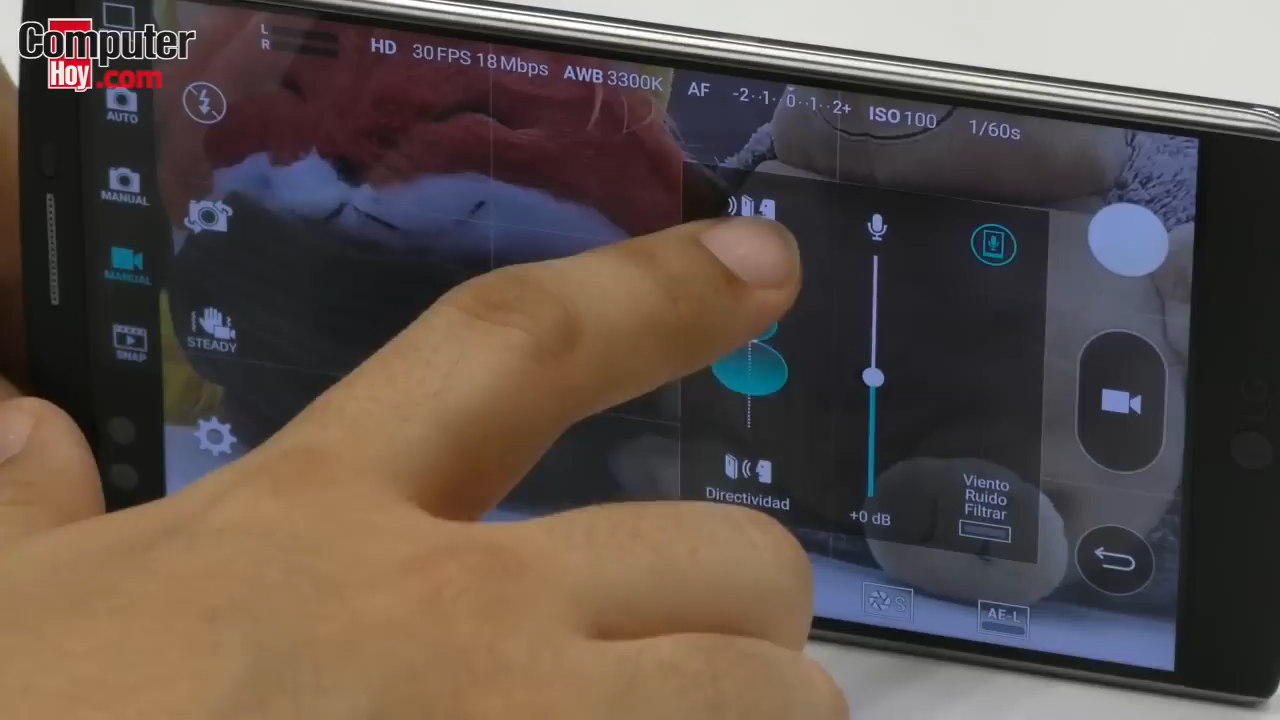 Computer
Hoy.com
L
R
HD 30 FPS 18 Mbps AWB 3300K AF -2··1··0··1··2+ ISO 100 1/60s
AUTO
MANUAL
MANUAL
SNAP
STEADY
Directividad
+0 dB
Viento
Ruido
Filtrar
S
AE-L
LG